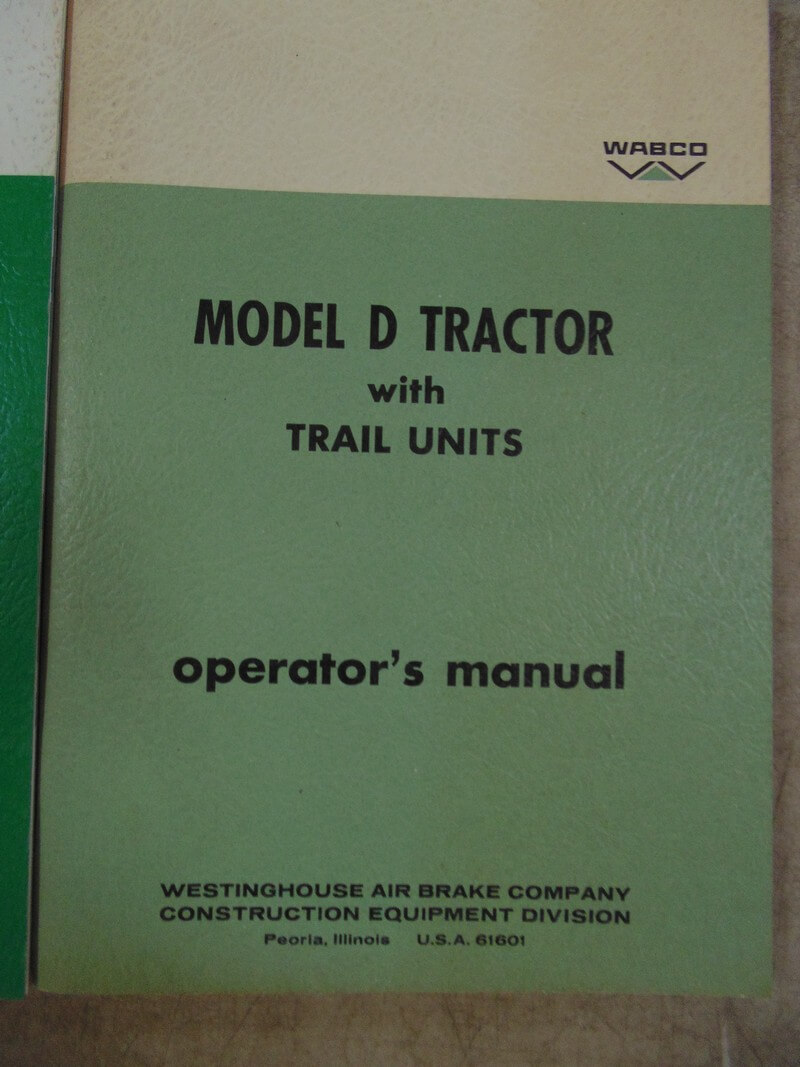 WABCO
MODEL D TRACTOR
with
TRAIL UNITS
operator's manual
WESTINGHOUSE AIR BRAKE COMPANY
CONSTRUCTION EQUIPMENT DIVISION
Peoria, Illinois U.S.A. 61601